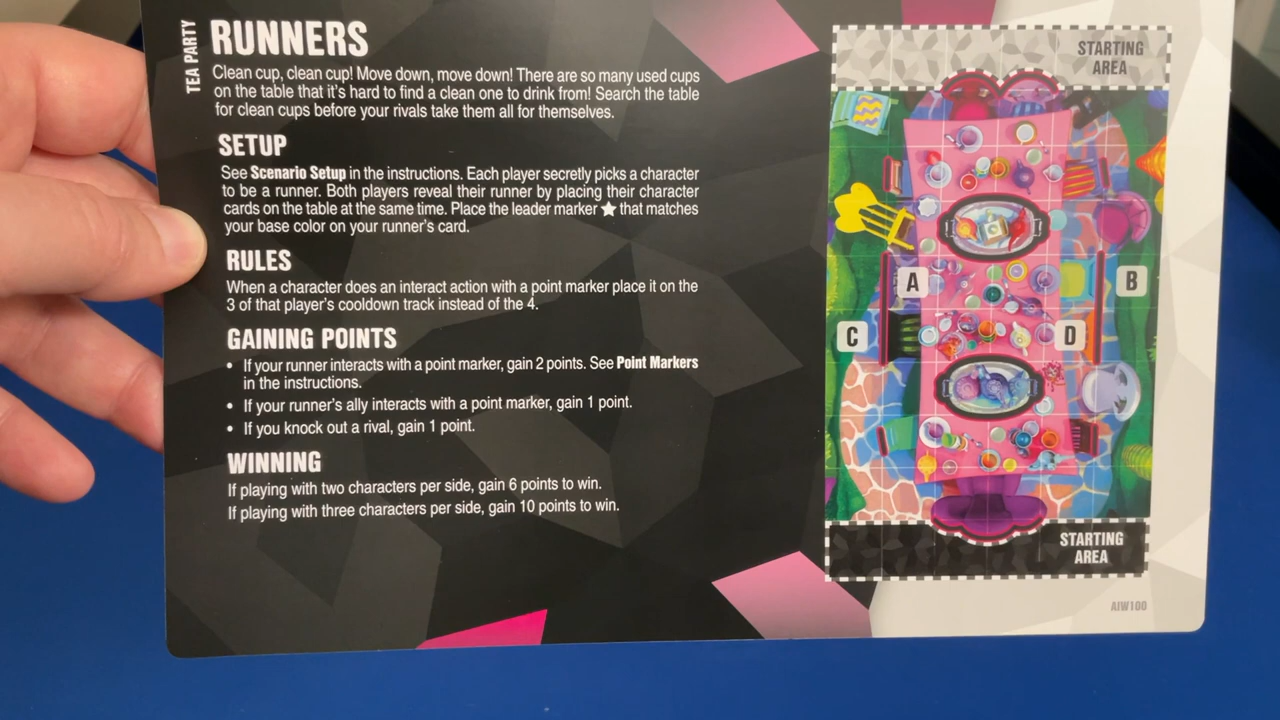 TEA PARTY
RUNNERS
Clean cup, clean cup! Move down, move down! There are so many used cups
on the table that it's hard to find a clean one to drink from! Search the table
for clean cups before your rivals take them all for themselves.
SETUP
See Scenario Setup in the instructions. Each player secretly picks a character
to be a runner. Both players reveal their runner by placing their character
cards on the table at the same time. Place the leader marker ★ that matches
your base color on your runner's card.
RULES
When a character does an interact action with a point marker place it on the
3 of that player's cooldown track instead of the 4.
GAINING POINTS
• If your runner interacts with a point marker, gain 2 points. See Point Markers
in the instructions.
• If your runner's ally interacts with a point marker, gain 1 point.
• If you knock out a rival, gain 1 point.
WINNING
If playing with two characters per side, gain 6 points to win.
If playing with three characters per side, gain 10 points to win.
STARTING
AREA
A
B
C
D
STARTING
AREA
AIW100